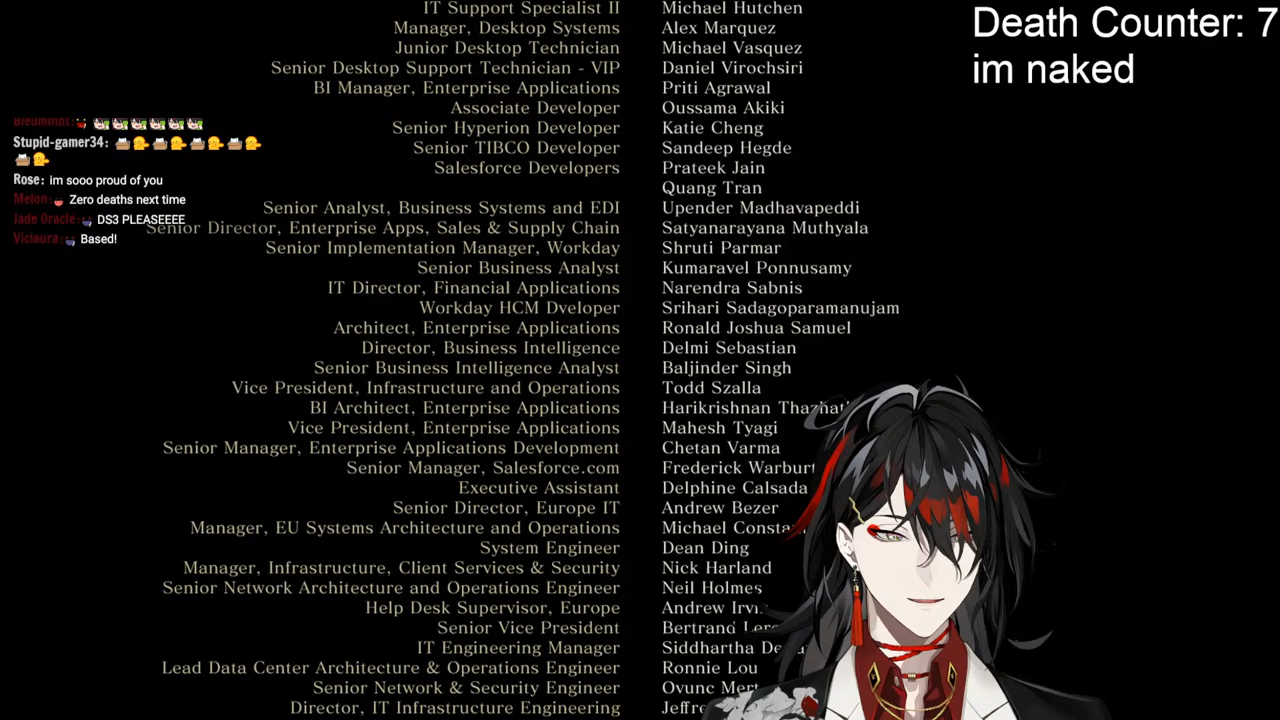 Death Counter: 7
im naked
Bieuminot:
Stupid-gamer34:
Rose: im sooo proud of you
Melon: Zero deaths next time
Jade Oracle: DS3 PLEASEEEE
Viciaura: Based!
IT Support Specialist II Michael Hutchen
Manager, Desktop Systems Alex Marquez
Junior Desktop Technician Michael Vasquez
Senior Desktop Support Technician - VIP Daniel Virochsiri
BI Manager, Enterprise Applications Priti Agrawal
Associate Developer Oussama Akiki
Senior Hyperion Developer Katie Cheng
Senior TIBCO Developer Sandeep Hegde
Salesforce Developers Prateek Jain
Quang Tran
Senior Analyst, Business Systems and EDI Upender Madhavapeddi
Senior Director, Enterprise Apps, Sales & Supply Chain Satyanarayana Muthyala
Senior Implementation Manager, Workday Shruti Parmar
Senior Business Analyst Kumaravel Ponnusamy
IT Director, Financial Applications Narendra Sabnis
Workday HCM Dveloper Srihari Sadagoparamanujam
Architect, Enterprise Applications Ronald Joshua Samuel
Director, Business Intelligence Delmi Sebastian
Senior Business Intelligence Analyst Baljinder Singh
Vice President, Infrastructure and Operations Todd Szalla
BI Architect, Enterprise Applications Harikrishnan
Vice President, Enterprise Applications Mahesh Tyagi
Senior Manager, Enterprise Applications Development Chetan Varma
Senior Manager, Salesforce.com Frederick Warburt
Executive Assistant Delphine Calsada
Senior Director, Europe IT Andrew Bezer
Manager, EU Systems Architecture and Operations Michael
System Engineer Dean Ding
Manager, Infrastructure, Client Services & Security Nick Harland
Senior Network Architecture and Operations Engineer Neil Holmes
Help Desk Supervisor, Europe Andrew
Senior Vice President Bertrand
IT Engineering Manager Siddhartha
Lead Data Center Architecture & Operations Engineer Ronnie Lou
Senior Network & Security Engineer Ovunc Mert
Director, IT Infrastructure Engineering Jeffre